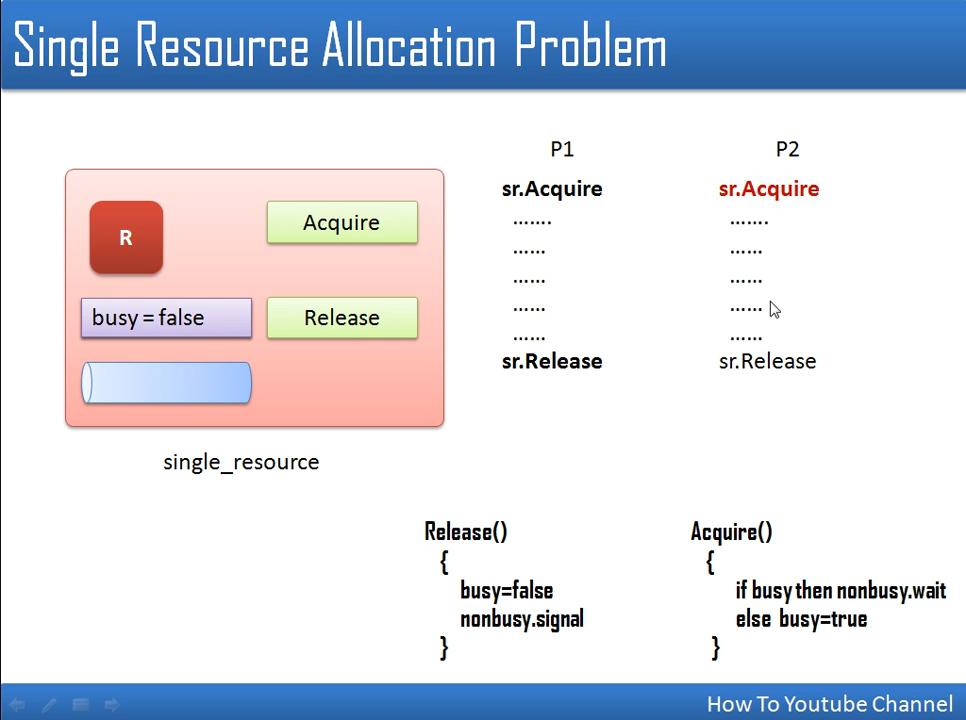 Single Resource Allocation Problem
P1
P2
sr.Acquire
sr.Acquire
.......
.......
......
......
......
......
......
......
......
......
sr.Release
sr.Release
R
Acquire
busy = false
Release
single_resource
Release()
{
busy=false
nonbusy.signal
}
Acquire()
{
if busy then nonbusy.wait
else busy=true
}
How To Youtube Channel